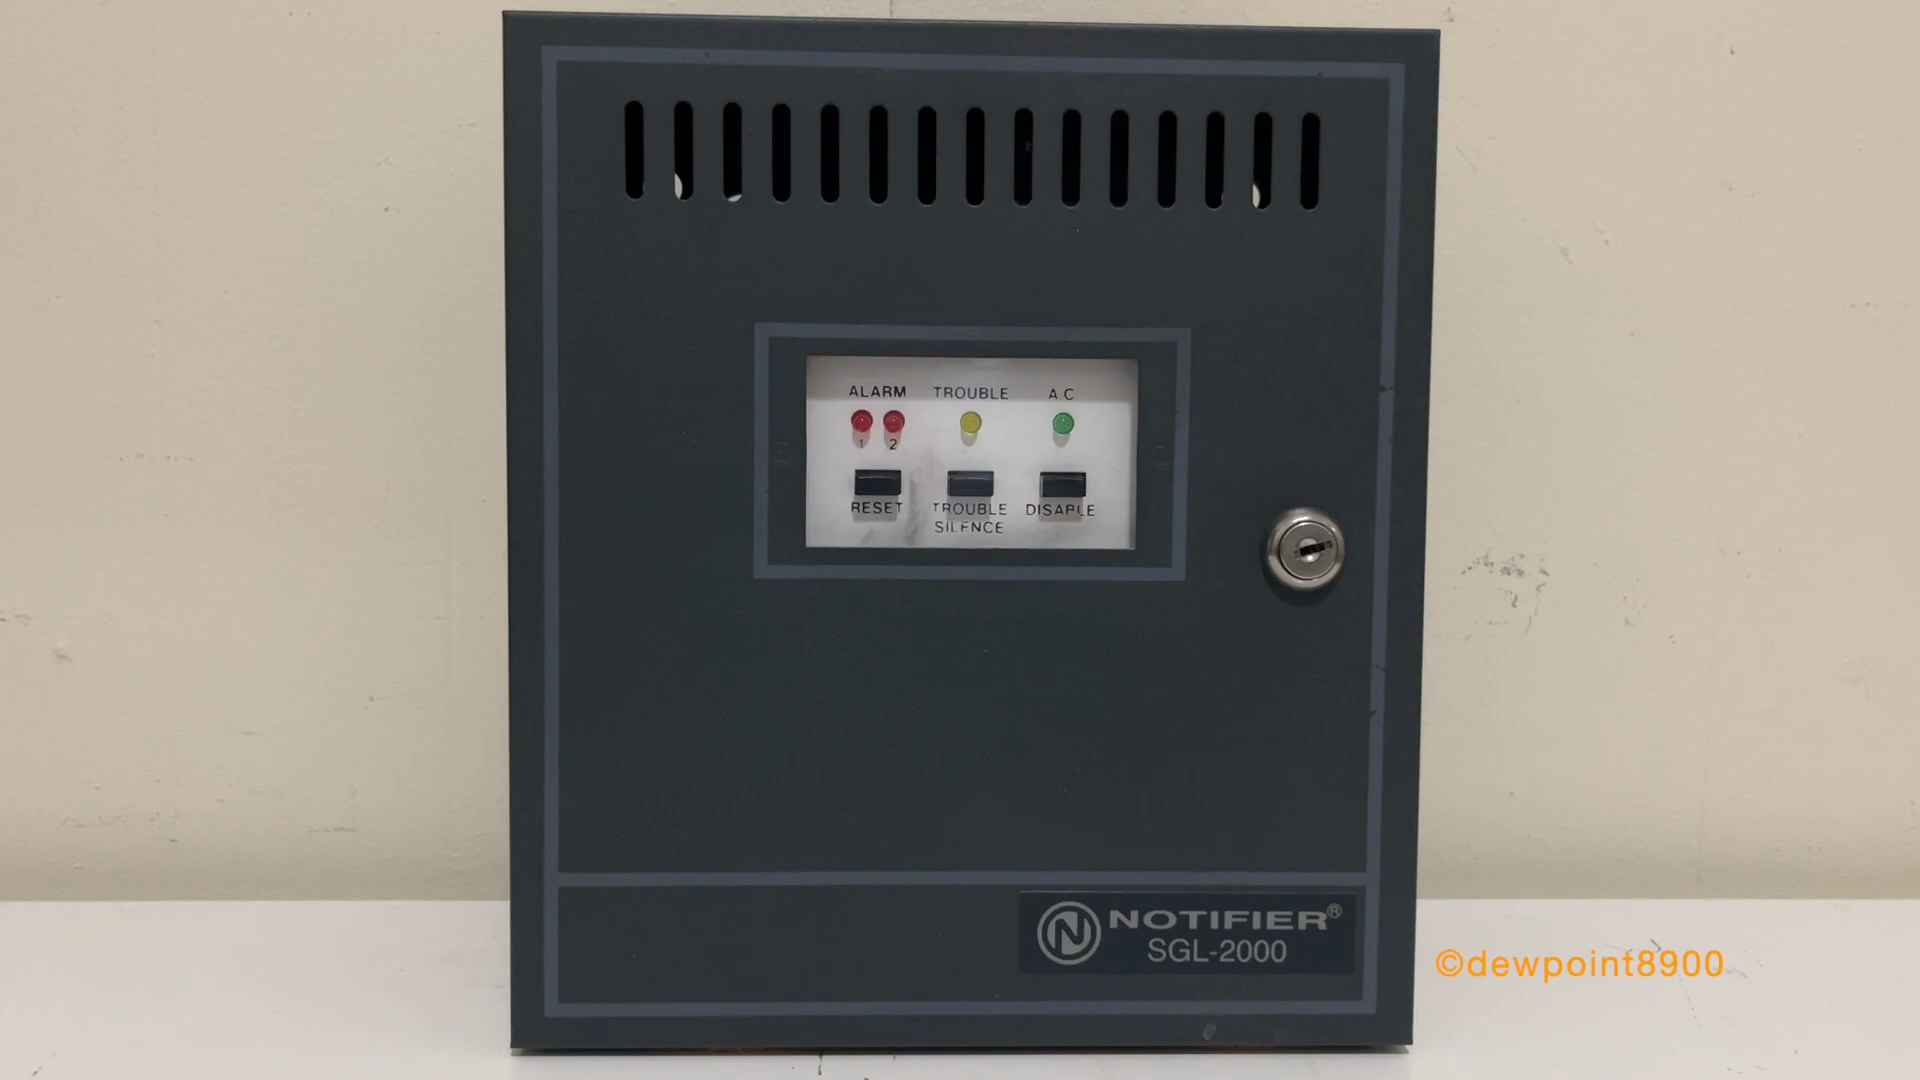 ALARM TROUBLE A.C
1 2
RESET TROUBLE SILENCE DISABLE
N NOTIFIER®
SGL-2000
©dewpoint8900